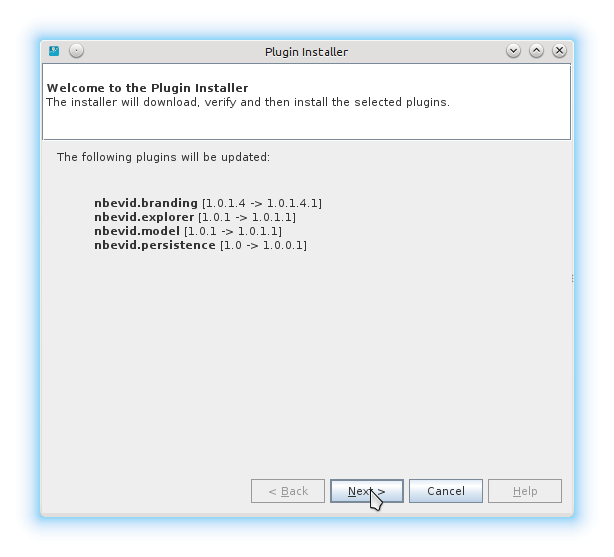 Plugin Installer
Welcome to the Plugin Installer
The installer will download, verify and then install the selected plugins.
The following plugins will be updated:
nbevid.branding [1.0.1.4 -> 1.0.1.4.1]
nbevid.explorer [1.0.1 -> 1.0.1.1]
nbevid.model [1.0.1 -> 1.0.1.1]
nbevid.persistence [1.0 -> 1.0.0.1]
< Back Next > Cancel Help